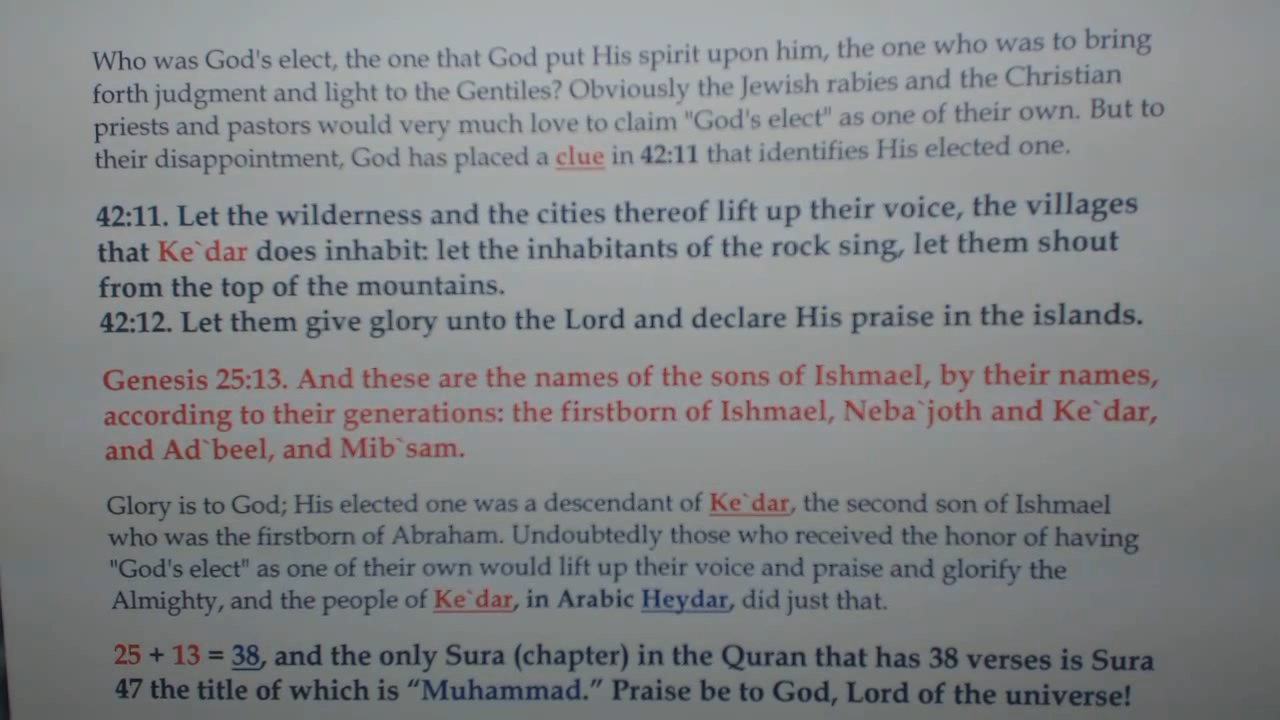 Who was God's elect, the one that God put His spirit upon him, the one who was to bring
forth judgment and light to the Gentiles? Obviously the Jewish rabies and the Christian
priests and pastors would very much love to claim "God's elect" as one of their own. But to
their disappointment, God has placed a clue in 42:11 that identifies His elected one.
42:11. Let the wilderness and the cities thereof lift up their voice, the villages
that Ke`dar does inhabit: let the inhabitants of the rock sing, let them shout
from the top of the mountains.
42:12. Let them give glory unto the Lord and declare His praise in the islands.
Genesis 25:13. And these are the names of the sons of Ishmael, by their names,
according to their generations: the firstborn of Ishmael, Neba`joth and Ke`dar,
and Ad`beel, and Mib`sam.
Glory is to God; His elected one was a descendant of Ke`dar, the second son of Ishmael
who was the firstborn of Abraham. Undoubtedly those who received the honor of having
"God's elect" as one of their own would lift up their voice and praise and glorify the
Almighty, and the people of Ke`dar, in Arabic Heydar, did just that.
25 + 13 = 38, and the only Sura (chapter) in the Quran that has 38 verses is Sura
47 the title of which is “Muhammad.” Praise be to God, Lord of the universe!